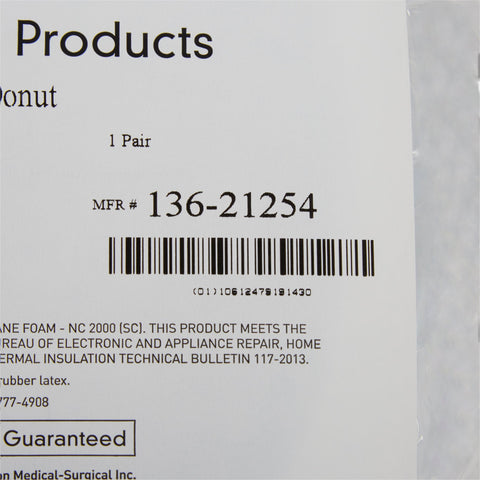 Products
Donut
1 Pair
MFR # 136-21254
(01)10612479191430
ANE FOAM - NC 2000 (SC). THIS PRODUCT MEETS THE
UREAU OF ELECTRONIC AND APPLIANCE REPAIR, HOME
HERMAL INSULATION TECHNICAL BULLETIN 117-2013.
rubber latex.
777-4908
Guaranteed
on Medical-Surgical Inc.